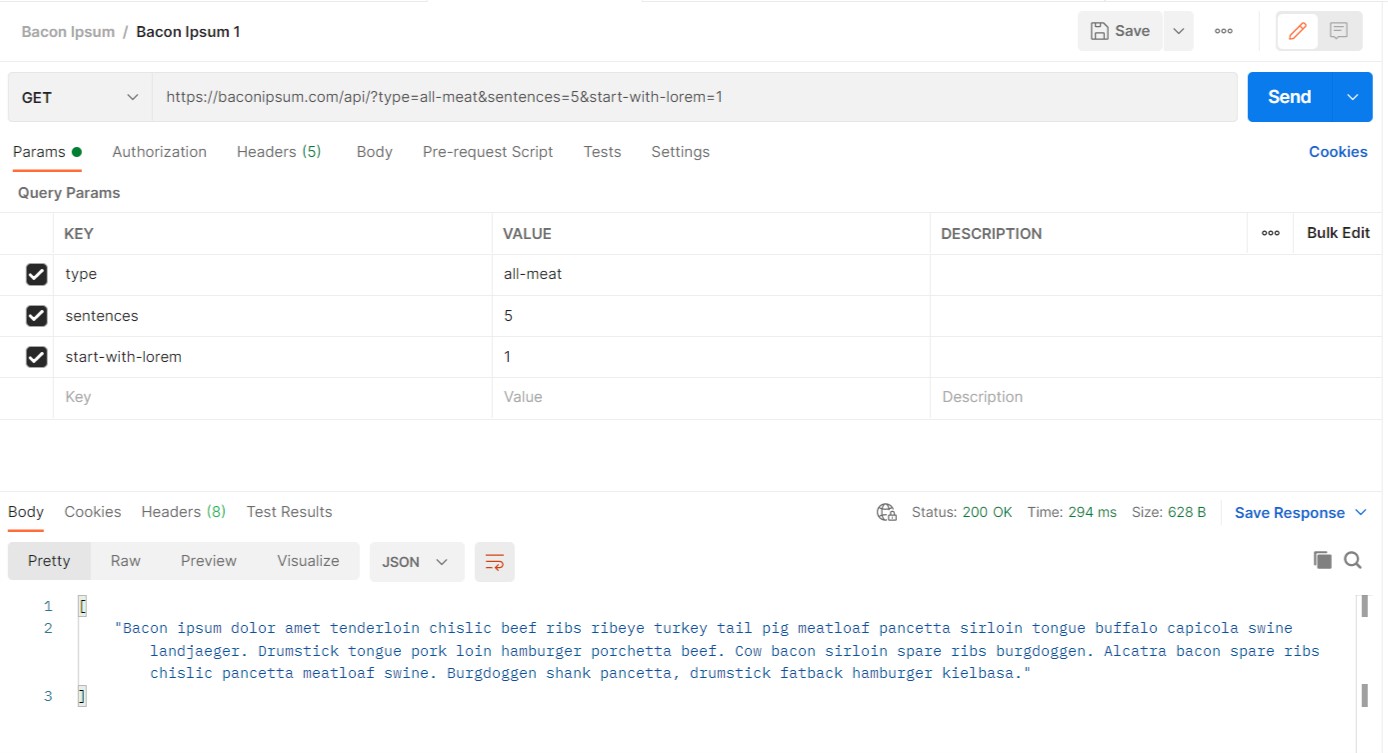 Bacon Ipsum / Bacon Ipsum 1
Save
GET
https://baconipsum.com/api/?type=all-meat&sentences=5&start-with-lorem=1
Send
Params Authorization Headers (5) Body Pre-request Script Tests Settings Cookies
Query Params
KEY VALUE DESCRIPTION Bulk Edit
type all-meat
sentences 5
start-with-lorem 1
Key Value Description
Body Cookies Headers (8) Test Results Status: 200 OK Time: 294 ms Size: 628 B Save Response
Pretty Raw Preview Visualize JSON
1 [
2 "Bacon ipsum dolor amet tenderloin chislic beef ribs ribeye turkey tail pig meatloaf pancetta sirloin tongue buffalo capicola swine
landjaeger. Drumstick tongue pork loin hamburger porchetta beef. Cow bacon sirloin spare ribs burgdoggen. Alcatra bacon spare ribs
chislic pancetta meatloaf swine. Burgdoggen shank pancetta, drumstick fatback hamburger kielbasa."
3 ]